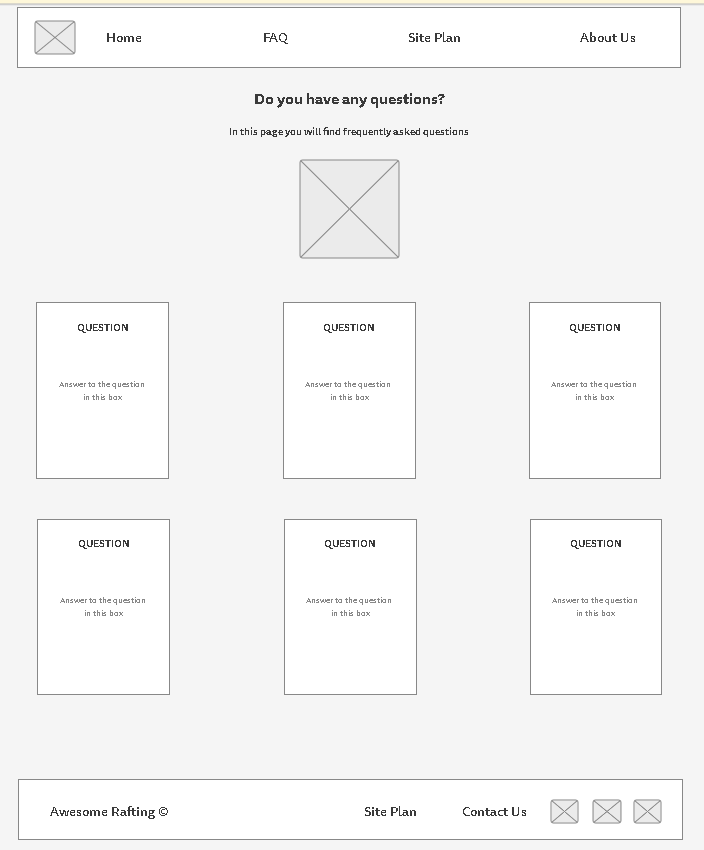 Home FAQ Site Plan About Us
Do you have any questions?
In this page you will find frequently asked questions
QUESTION QUESTION QUESTION
Answer to the question Answer to the question Answer to the question
in this box in this box in this box
QUESTION QUESTION QUESTION
Answer to the question Answer to the question Answer to the question
in this box in this box in this box
Awesome Rafting © Site Plan Contact Us